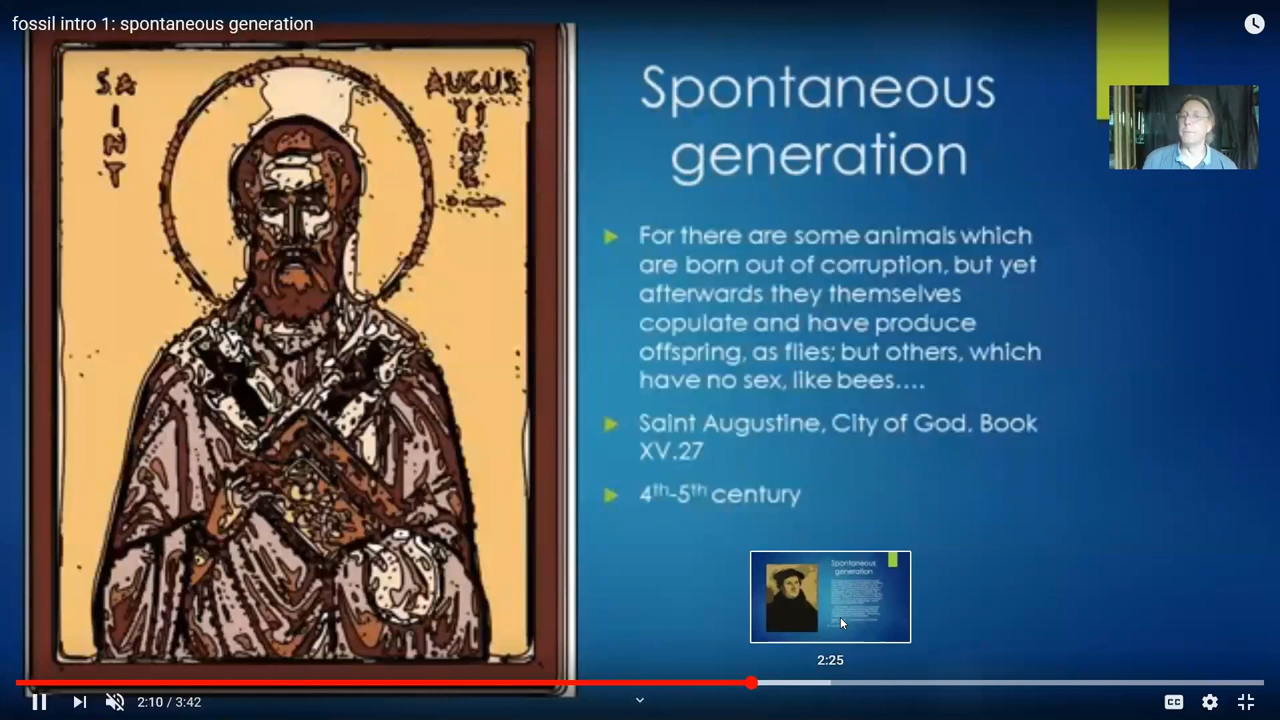 fossil intro 1: spontaneous generation
SA
I
N
T
AUGUS
TI
N
E
Spontaneous
generation
For there are some animals which
are born out of corruption, but yet
afterwards they themselves
copulate and have produce
offspring, as flies; but others, which
have no sex, like bees....
Saint Augustine, City of God, Book
XV.27
4th-5th century
Spontaneous
generation
2:25
2:10 / 3:42
CC